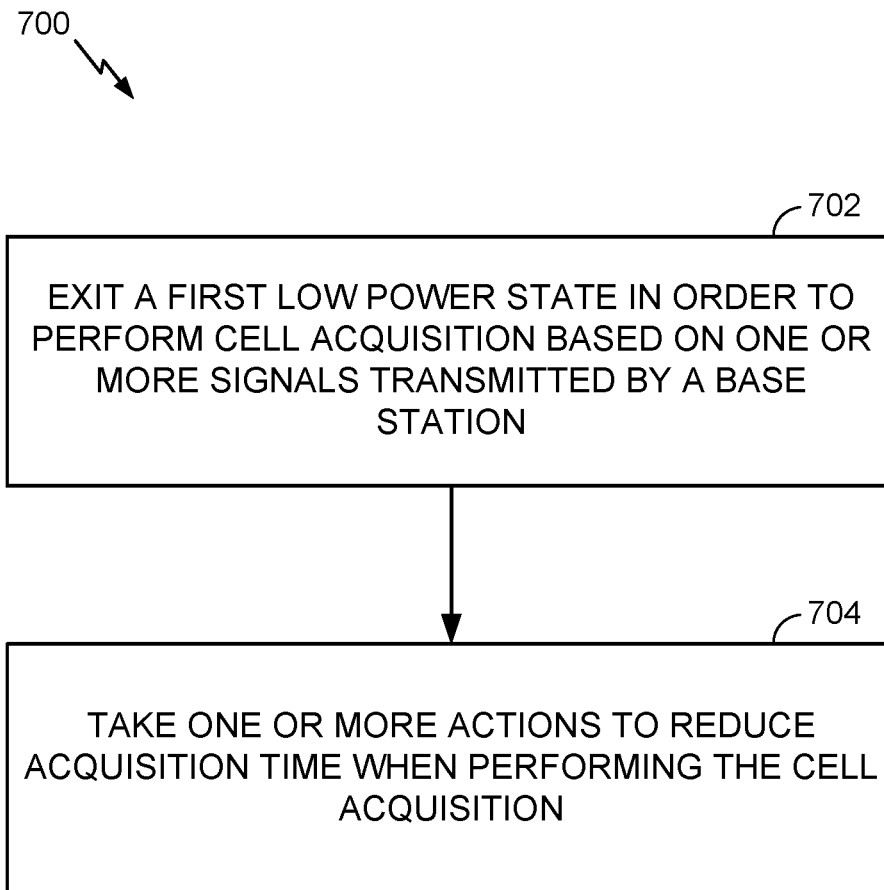 700
702
EXIT A FIRST LOW POWER STATE IN ORDER TO
PERFORM CELL ACQUISITION BASED ON ONE OR
MORE SIGNALS TRANSMITTED BY A BASE
STATION
704
TAKE ONE OR MORE ACTIONS TO REDUCE
ACQUISITION TIME WHEN PERFORMING THE CELL
ACQUISITION